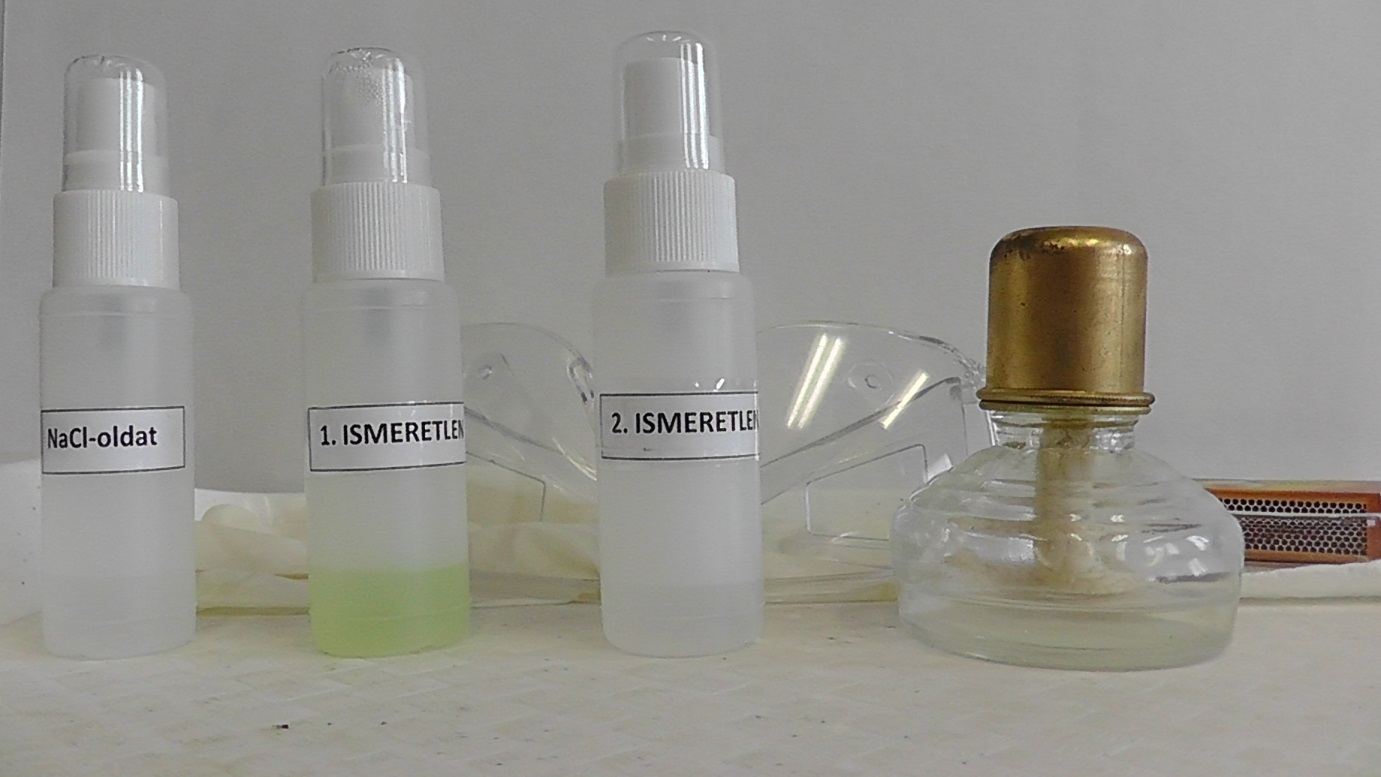 NaCl-oldat
1. ISMERETLEN
2. ISMERETLEN